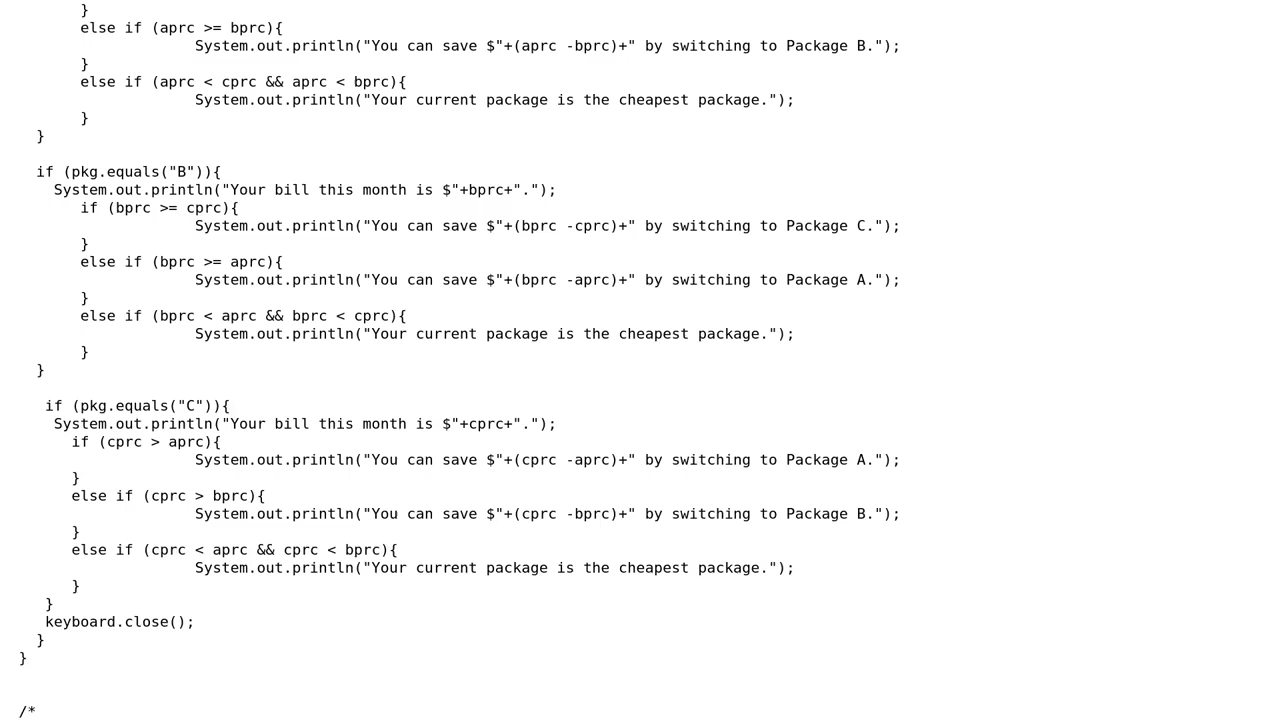 }
else if (aprc >= bprc){
System.out.println("You can save $"+(aprc -bprc)+" by switching to Package B.");
}
else if (aprc < cprc && aprc < bprc){
System.out.println("Your current package is the cheapest package.");
}
}
if (pkg.equals("B")){
System.out.println("Your bill this month is $"+bprc+".");
if (bprc >= cprc){
System.out.println("You can save $"+(bprc -cprc)+" by switching to Package C.");
}
else if (bprc >= aprc){
System.out.println("You can save $"+(bprc -aprc)+" by switching to Package A.");
}
else if (bprc < aprc && bprc < cprc){
System.out.println("Your current package is the cheapest package.");
}
}
if (pkg.equals("C")){
System.out.println("Your bill this month is $"+cprc+".");
if (cprc > aprc){
System.out.println("You can save $"+(cprc -aprc)+" by switching to Package A.");
}
else if (cprc > bprc){
System.out.println("You can save $"+(cprc -bprc)+" by switching to Package B.");
}
else if (cprc < aprc && cprc < bprc){
System.out.println("Your current package is the cheapest package.");
}
}
keyboard.close();
}
}
/*